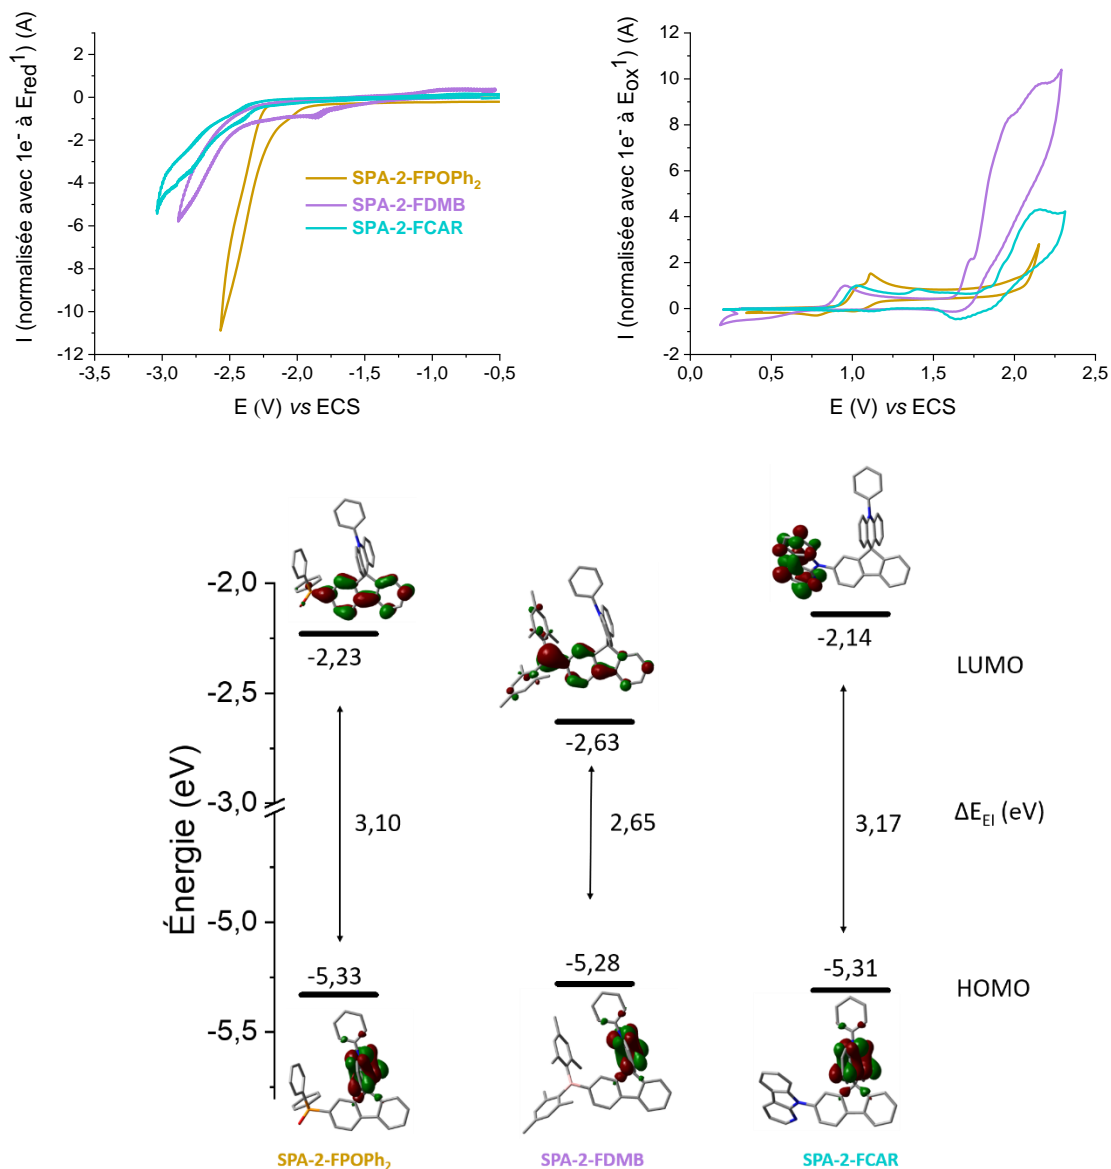 I (normalisée avec 1e⁻ à E_red¹) (A)
2
0
-2
-4
-6
-8
-10
-12
-3,5 -3,0 -2,5 -2,0 -1,5 -1,0 -0,5
E (V) vs ECS
SPA-2-FPOPh₂
SPA-2-FDMB
SPA-2-FCAR
I (normalisée avec 1e⁻ à E_ox¹) (A)
12
10
8
6
4
2
0
-2
0,0 0,5 1,0 1,5 2,0 2,5
E (V) vs ECS
Énergie (eV)
-2,0
-2,5
-3,0
-5,0
-5,5
-2,23
-2,63
-2,14
LUMO
3,10
2,65
3,17
ΔE_El (eV)
-5,33
-5,28
-5,31
HOMO
SPA-2-FPOPh₂
SPA-2-FDMB
SPA-2-FCAR